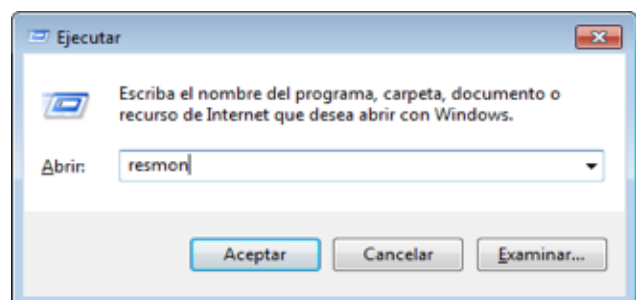 Ejecutar
Escriba el nombre del programa, carpeta, documento o
recurso de Internet que desea abrir con Windows.
Abrir: resmon
Aceptar Cancelar Examinar...